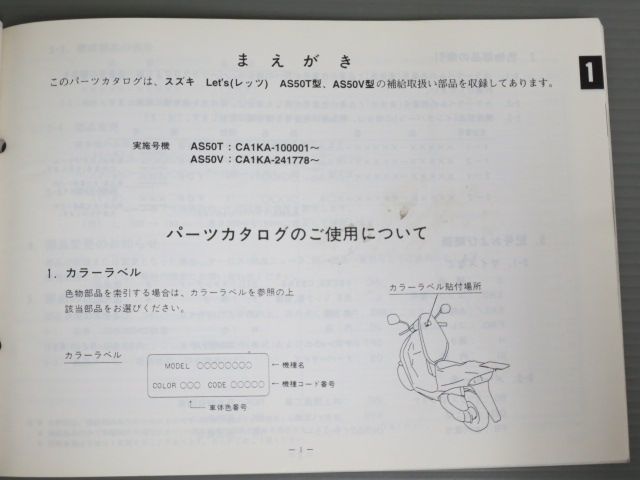 まえがき
1
このパーツカタログは、スズキ Let's(レッツ) AS50T型、AS50V型の補給取扱い部品を収録してあります。
実施号機 AS50T：CA1KA-100001～
AS50V：CA1KA-241778～
パーツカタログのご使用について
1．カラーラベル
色物部品を索引する場合は、カラーラベルを参照の上
該当部品をお選びください。
カラーラベル貼付場所
カラーラベル
MODEL ○○○○○○○○
機種名
COLOR ○○○ CODE ○○○○○
機種コード番号
車体色番号
－1－